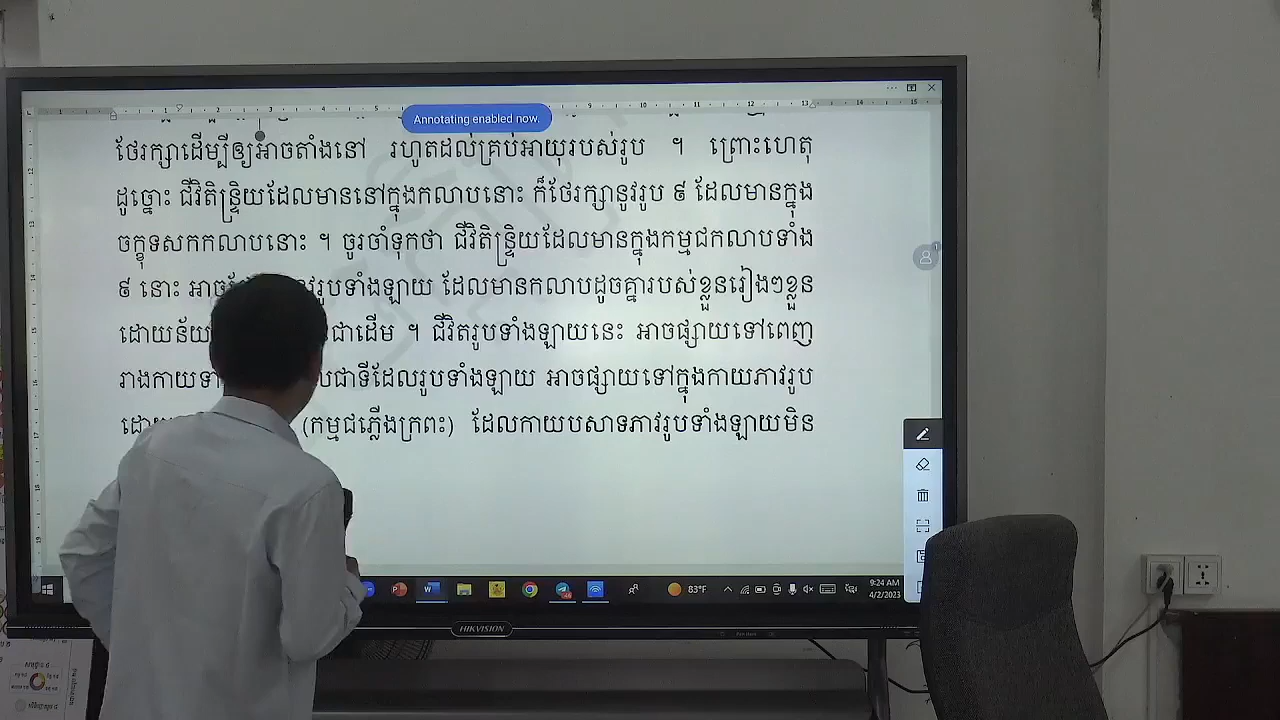 Annotating enabled now.
ថែរក្សាដើម្បីឲ្យអាចតាំងនៅ រហូតដល់គ្រប់អាយុរបស់រូប ។ ព្រោះហេតុ
ដូច្នោះ ជីវិតិន្ទ្រិយដែលមាននៅក្នុងកលាបនោះ ក៏ថែរក្សានូវរូប ៩ ដែលមានក្នុង
ចក្ខុទសកកលាបនោះ ។ ចូរចាំទុកថា ជីវិតិន្ទ្រិយដែលមានក្នុងកម្មជកលាបទាំង
៩ នោះ អាច រូបទាំងឡាយ ដែលមានកលាបដូចគ្នារបស់ខ្លួនរៀងៗខ្លួន
ដោយន័យ ជាដើម ។ ជីវិតរូបទាំងឡាយនេះ អាចផ្សាយទៅពេញ
រាងកាយ ជាទីដែលរូបទាំងឡាយ អាចផ្សាយទៅក្នុងកាយភាវរូប
(កម្មជភ្លើងក្រពះ) ដែលកាយបសាទភាវរូបទាំងឡាយមិន
83°F
9:24 AM
4/2/2023
HIKVISION